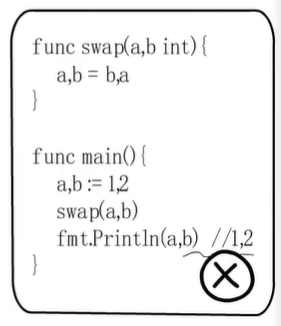 func swap(a,b int){
a,b = b,a
}
func main(){
a,b := 1,2
swap(a,b)
fmt.Println(a,b) //1,2
}